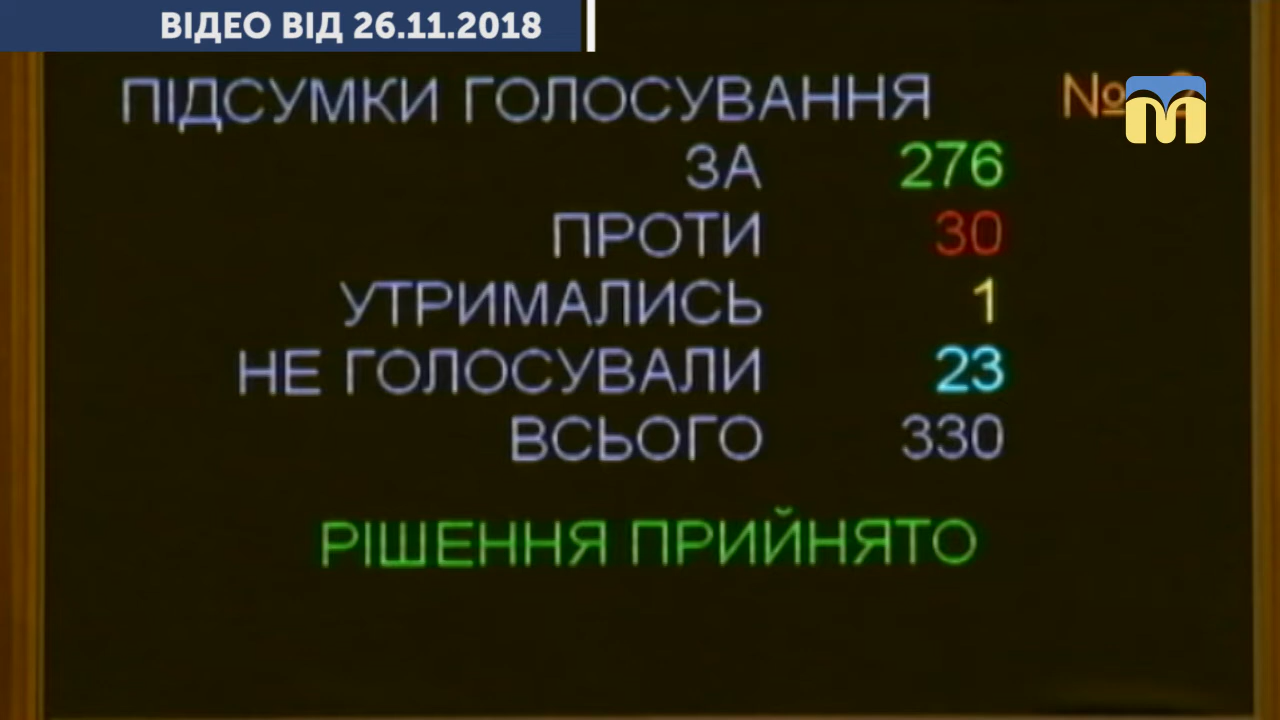 ВІДЕО ВІД 26.11.2018
ПІДСУМКИ ГОЛОСУВАННЯ №
ЗА 276
ПРОТИ 30
УТРИМАЛИСЬ 1
НЕ ГОЛОСУВАЛИ 23
ВСЬОГО 330
РІШЕННЯ ПРИЙНЯТО